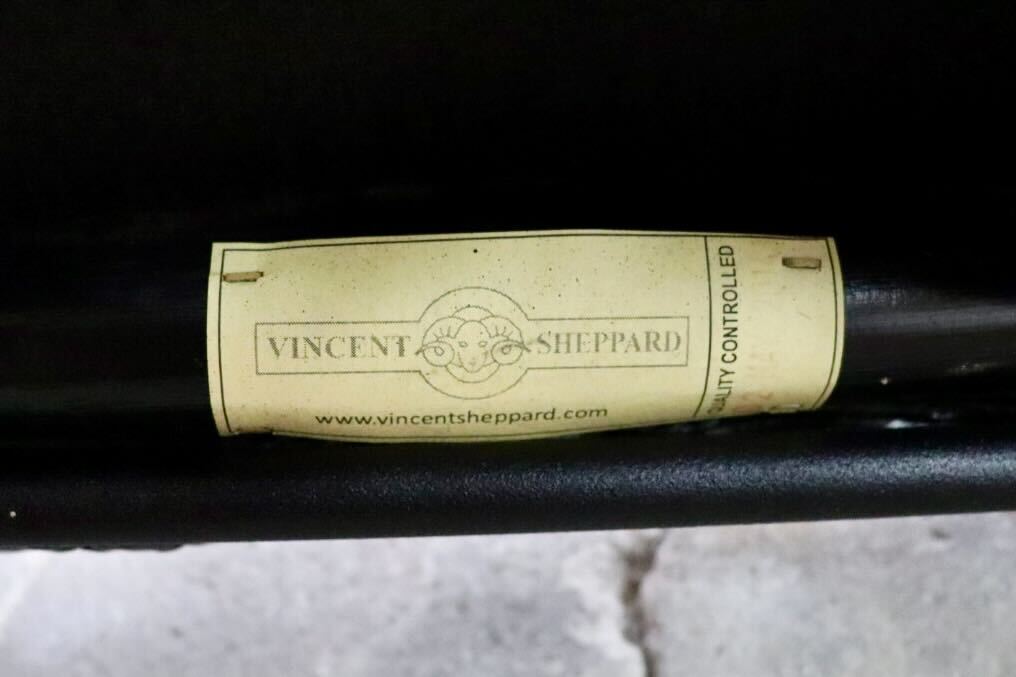 VINCENT SHEPPARD
www.vincentsheppard.com
QUALITY CONTROLLED